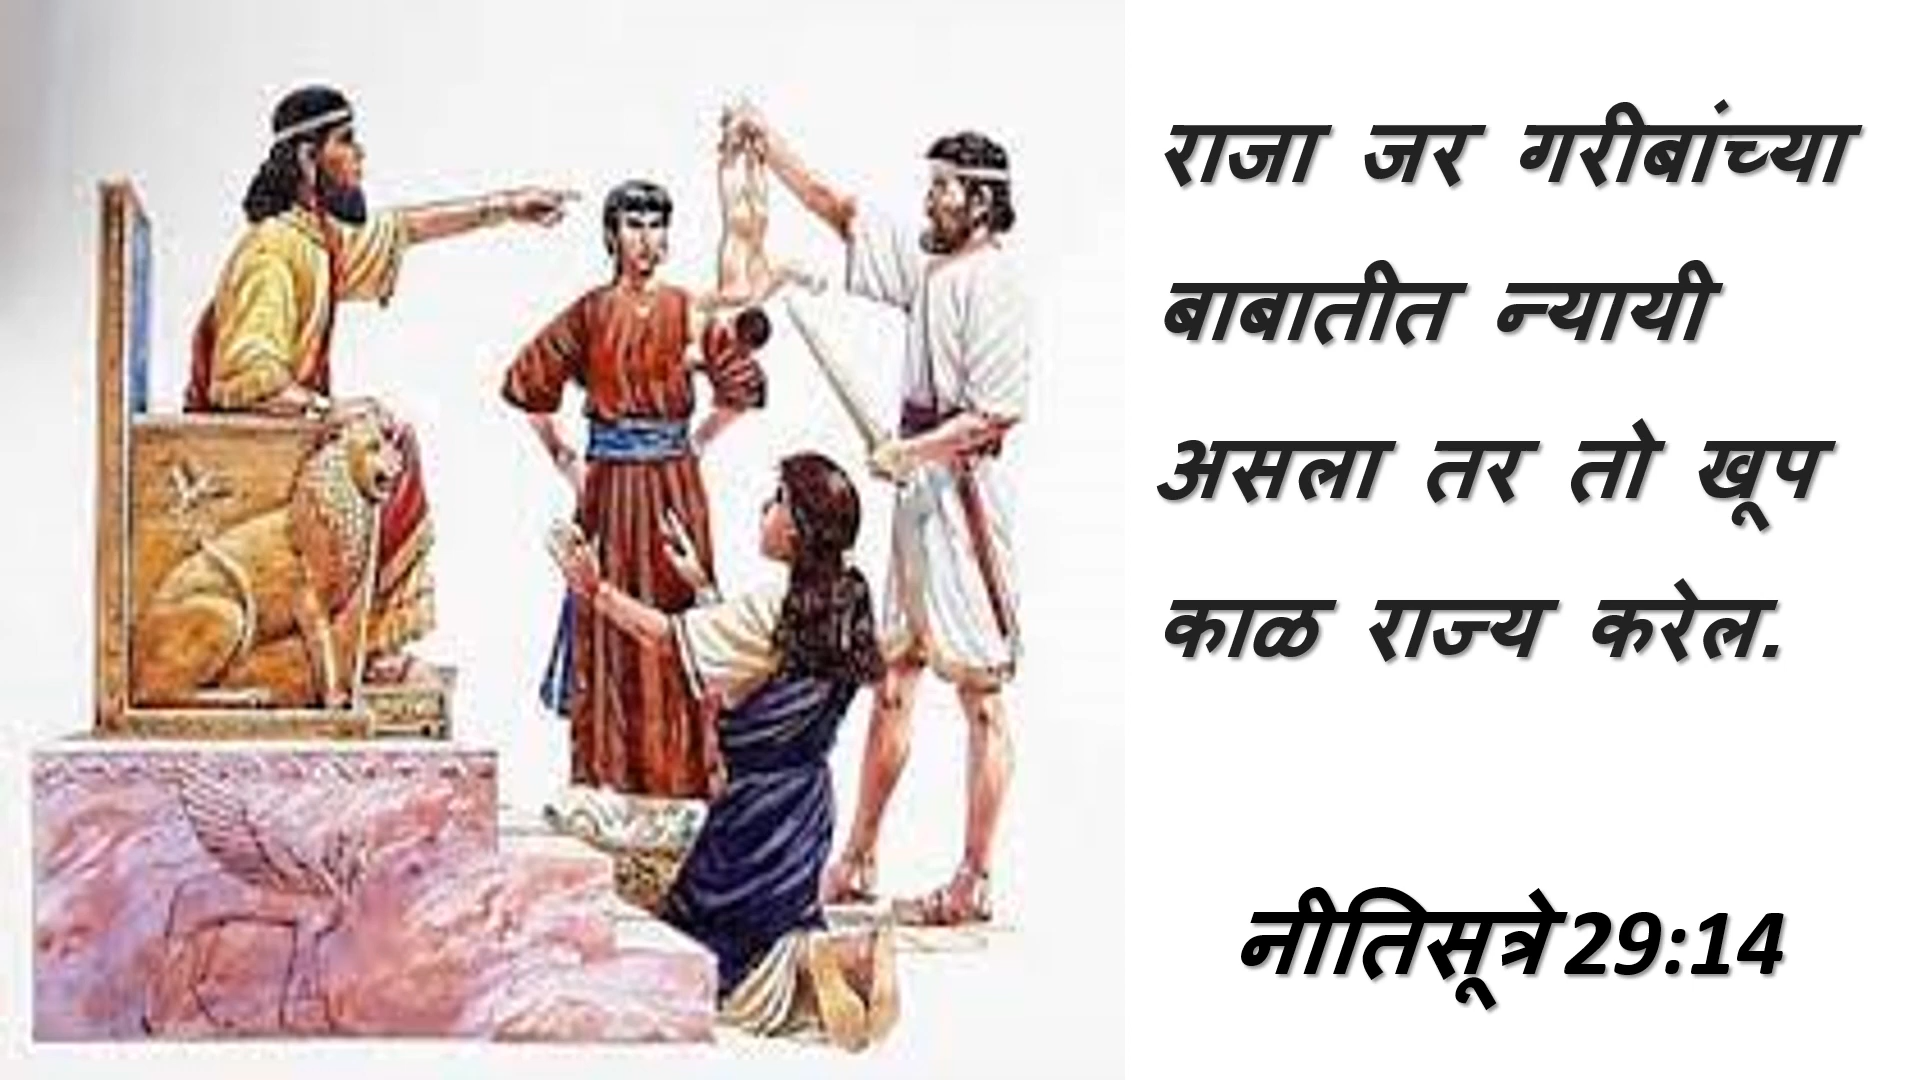 राजा जर गरीबांच्या
बाबातीत न्यायी
असला तर तो खूप
काळ राज्य करेल.
नीतिसूत्रे 29:14